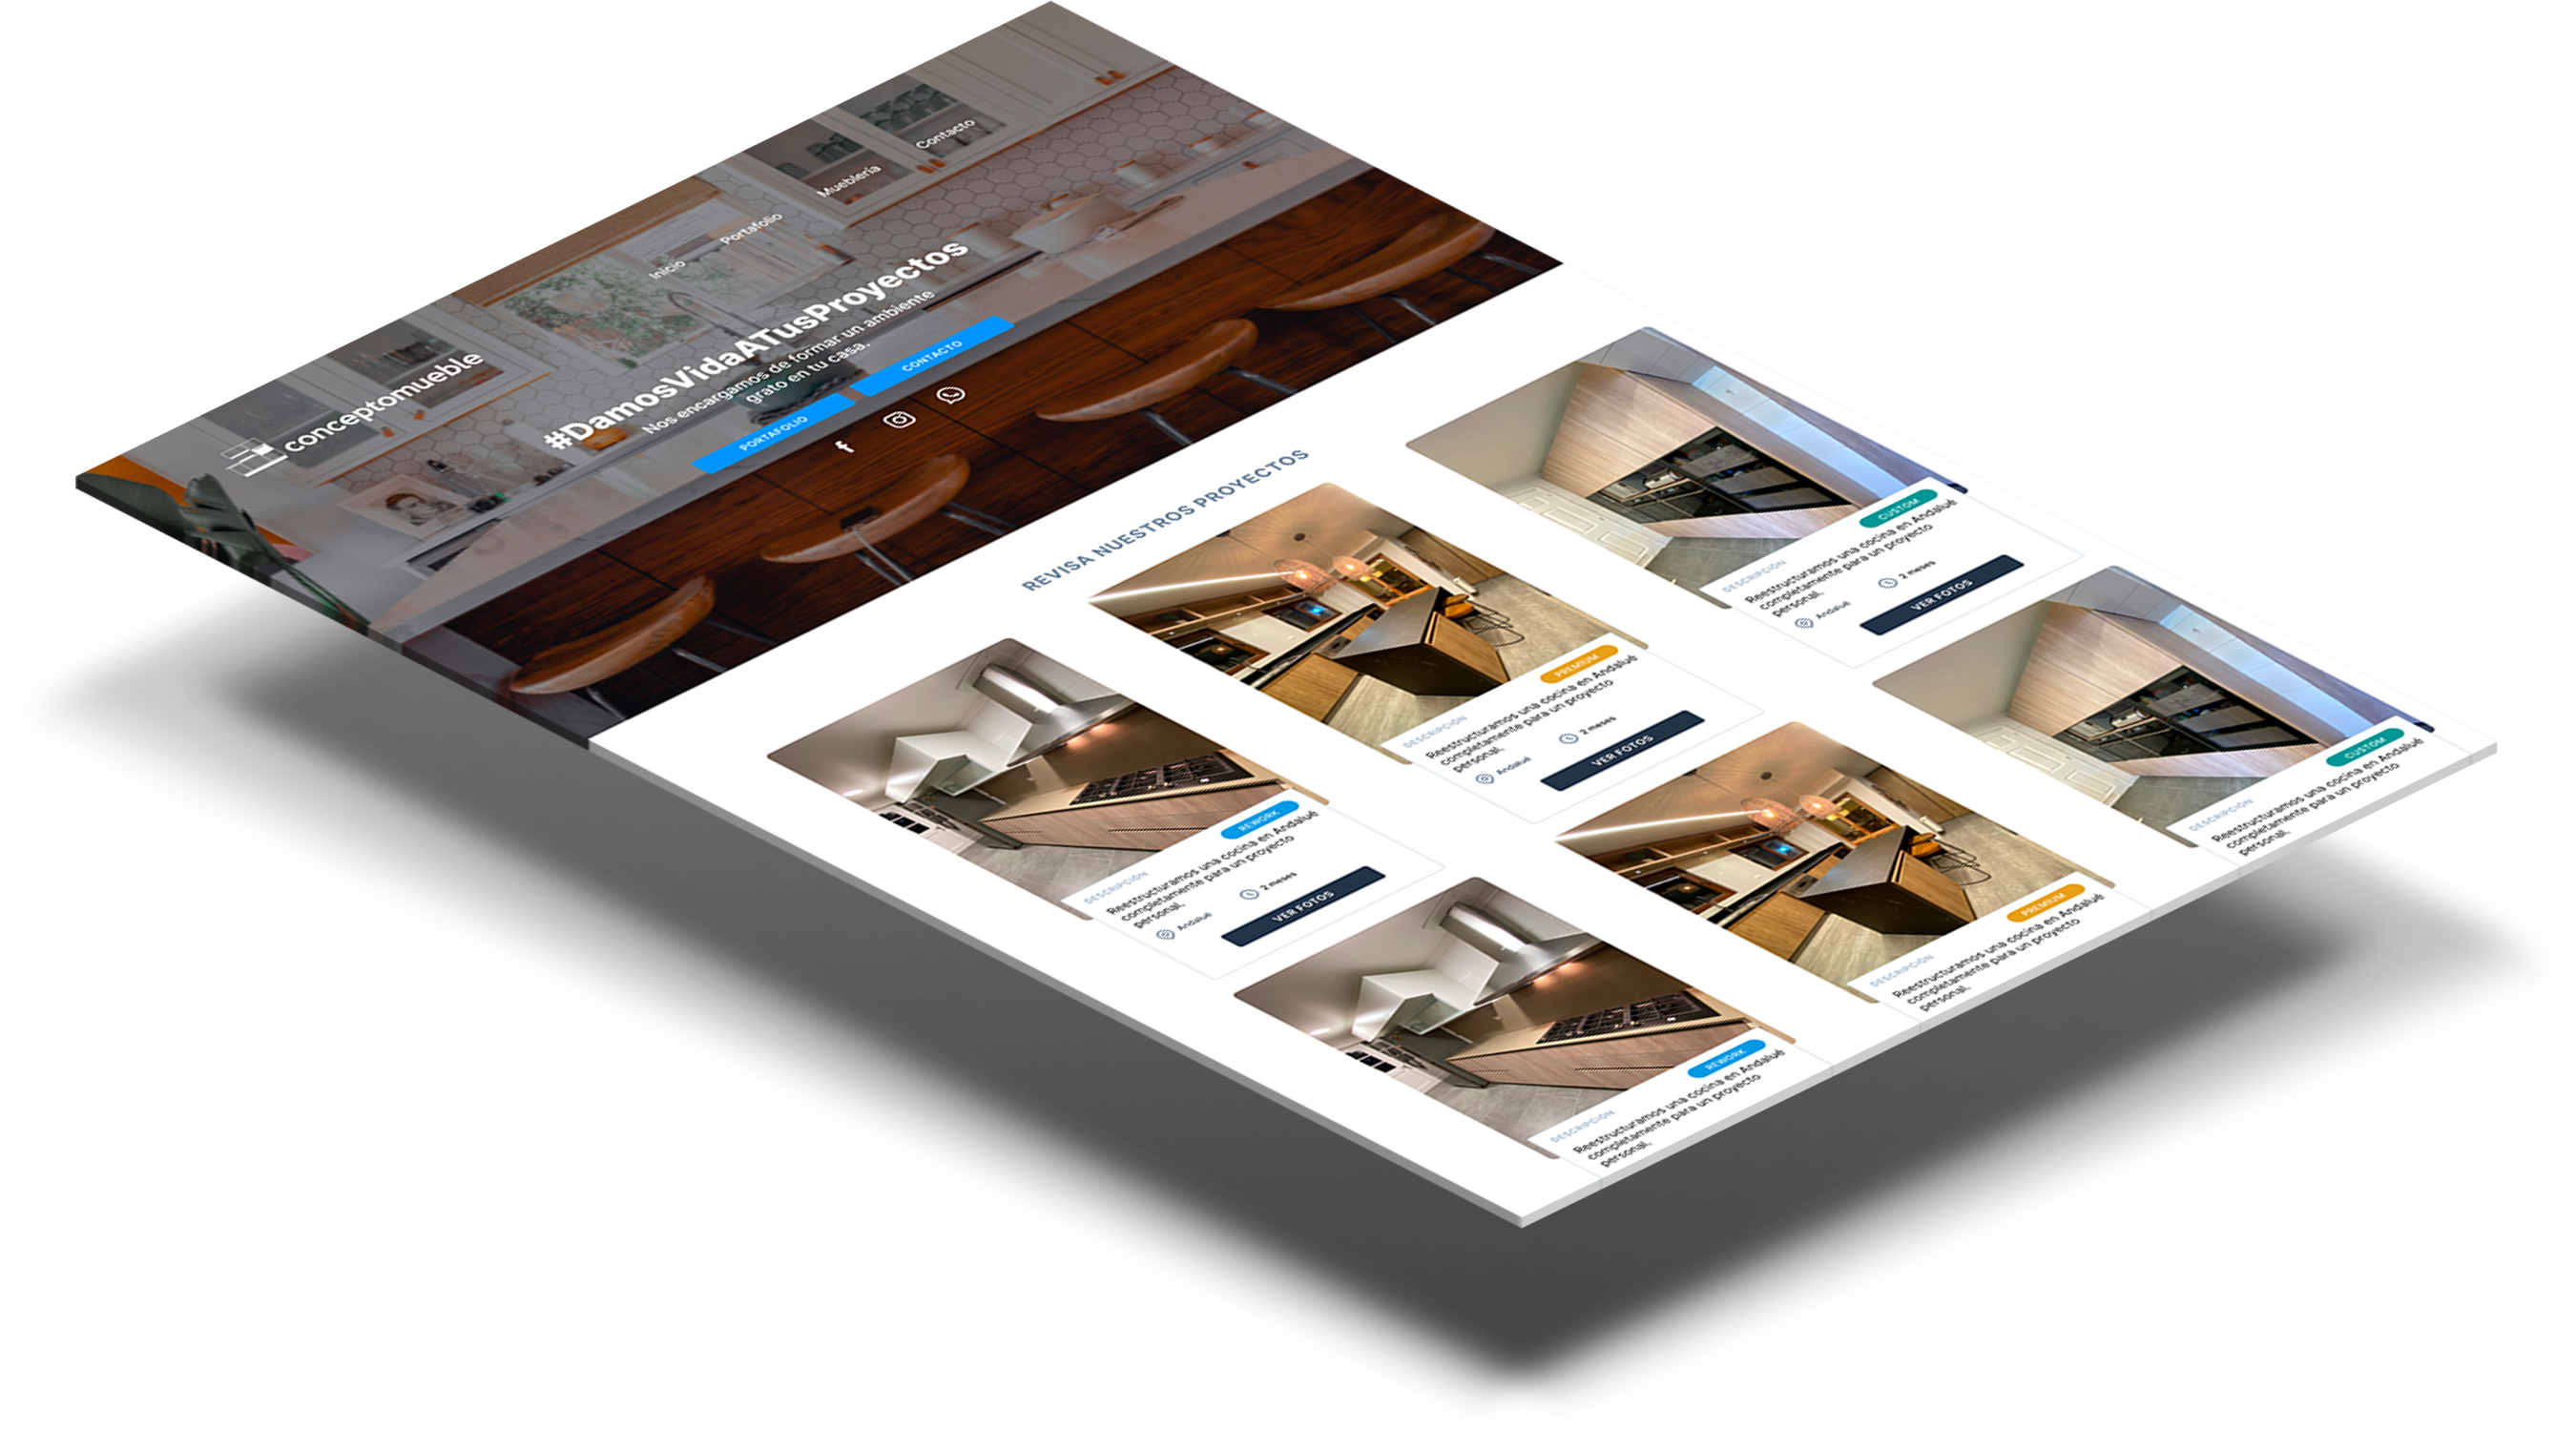 conceptomueble
Inicio
Portafolio
Mueblería
Contacto
#DamosVidaATusProyectos
Nos encargamos de formar un ambiente
grato en tu casa.
PORTAFOLIO
CONTACTO
REVISA NUESTROS PROYECTOS
REWORK
DESCRIPCIÓN
Reestructuramos una cocina en Andalué
completamente para un proyecto
personal.
Andalué
2 meses
VER FOTOS
PREMIUM
DESCRIPCIÓN
Reestructuramos una cocina en Andalué
completamente para un proyecto
personal.
Andalué
2 meses
VER FOTOS
CUSTOM
DESCRIPCIÓN
Reestructuramos una cocina en Andalué
completamente para un proyecto
personal.
Andalué
2 meses
VER FOTOS
REWORK
DESCRIPCIÓN
Reestructuramos una cocina en Andalué
completamente para un proyecto
personal.
PREMIUM
DESCRIPCIÓN
Reestructuramos una cocina en Andalué
completamente para un proyecto
personal.
CUSTOM
DESCRIPCIÓN
Reestructuramos una cocina en Andalué
completamente para un proyecto
personal.